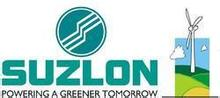 SUZLON
POWERING A GREENER TOMORROW